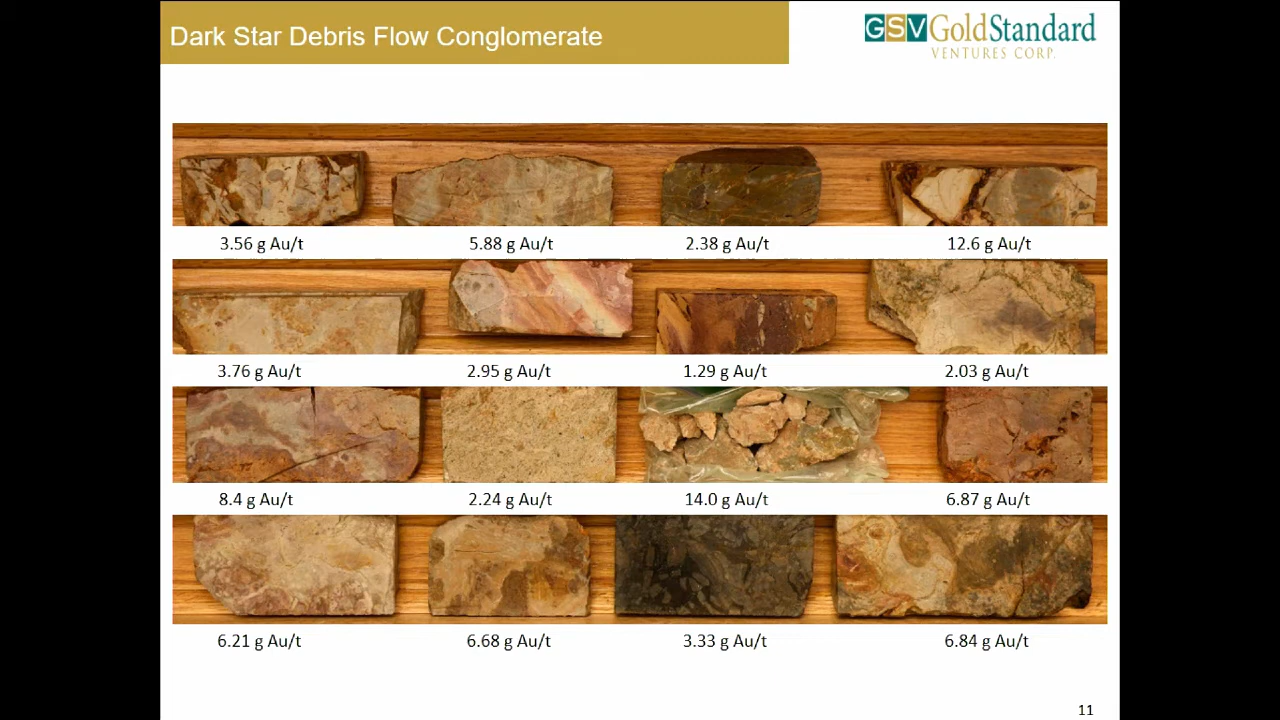 Dark Star Debris Flow Conglomerate
GSV GoldStandard
VENTURES CORP.
3.56 g Au/t 5.88 g Au/t 2.38 g Au/t 12.6 g Au/t
3.76 g Au/t 2.95 g Au/t 1.29 g Au/t 2.03 g Au/t
8.4 g Au/t 2.24 g Au/t 14.0 g Au/t 6.87 g Au/t
6.21 g Au/t 6.68 g Au/t 3.33 g Au/t 6.84 g Au/t
11